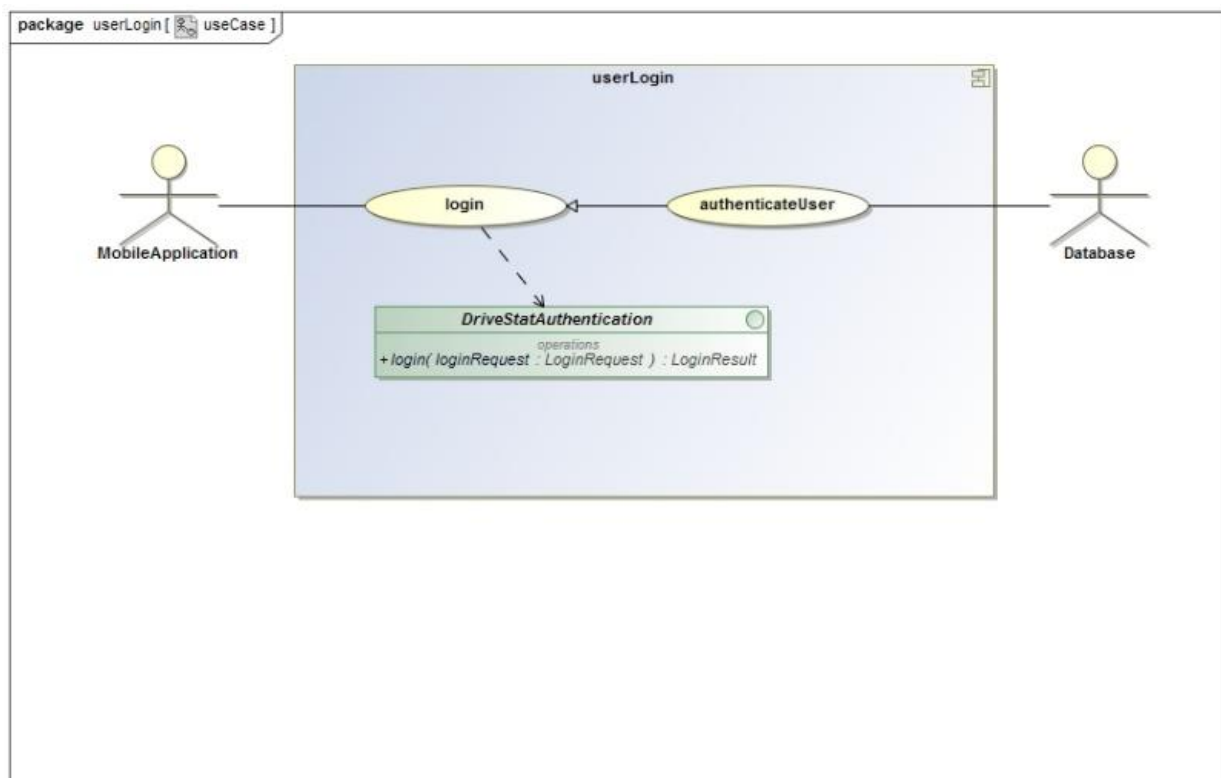 package userLogin [ useCase ]
userLogin
login
authenticateUser
MobileApplication
Database
DriveStatAuthentication
operations
+login( loginRequest : LoginRequest ) : LoginResult